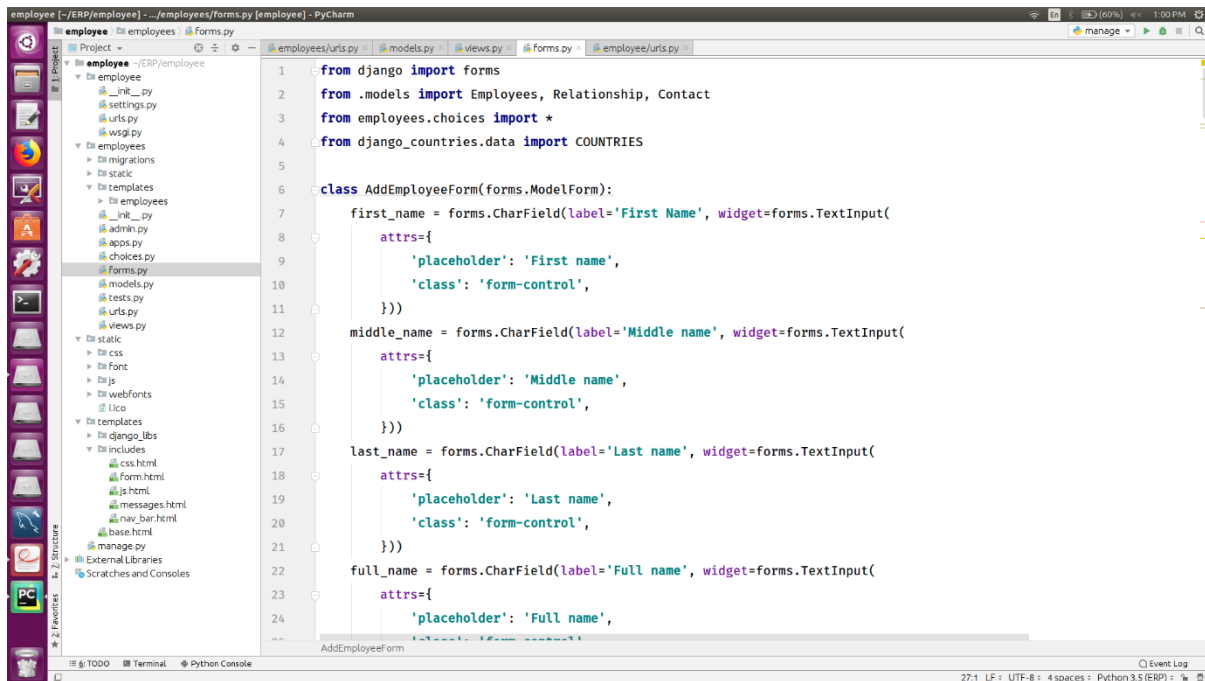 employee [~/ERP/employee] - .../employees/forms.py [employee] - PyCharm
En
(60%)
1:00 PM
employee
employees
forms.py
manage
Project
employees/urls.py
models.py
views.py
forms.py
employee/urls.py
1: Project
employee ~/ERP/employee
employee
__init__.py
settings.py
urls.py
wsgi.py
employees
migrations
static
templates
employees
__init__.py
admin.py
apps.py
choices.py
forms.py
models.py
tests.py
urls.py
views.py
static
css
font
js
webfonts
i.ico
templates
django_libs
includes
css.html
form.html
js.html
messages.html
nav_bar.html
base.html
manage.py
External Libraries
Scratches and Consoles
Z: Structure
2: Favorites
PC
1 from django import forms
2 from .models import Employees, Relationship, Contact
3 from employees.choices import *
4 from django_countries.data import COUNTRIES
5
6 class AddEmployeeForm(forms.ModelForm):
7     first_name = forms.CharField(label='First Name', widget=forms.TextInput(
8         attrs={
9             'placeholder': 'First name',
10             'class': 'form-control',
11         }))
12     middle_name = forms.CharField(label='Middle name', widget=forms.TextInput(
13         attrs={
14             'placeholder': 'Middle name',
15             'class': 'form-control',
16         }))
17     last_name = forms.CharField(label='Last name', widget=forms.TextInput(
18         attrs={
19             'placeholder': 'Last name',
20             'class': 'form-control',
21         }))
22     full_name = forms.CharField(label='Full name', widget=forms.TextInput(
23         attrs={
24             'placeholder': 'Full name',
AddEmployeeForm
6: TODO
Terminal
Python Console
Event Log
27:1 LF UTF-8 4 spaces Python 3.5 (ERP)